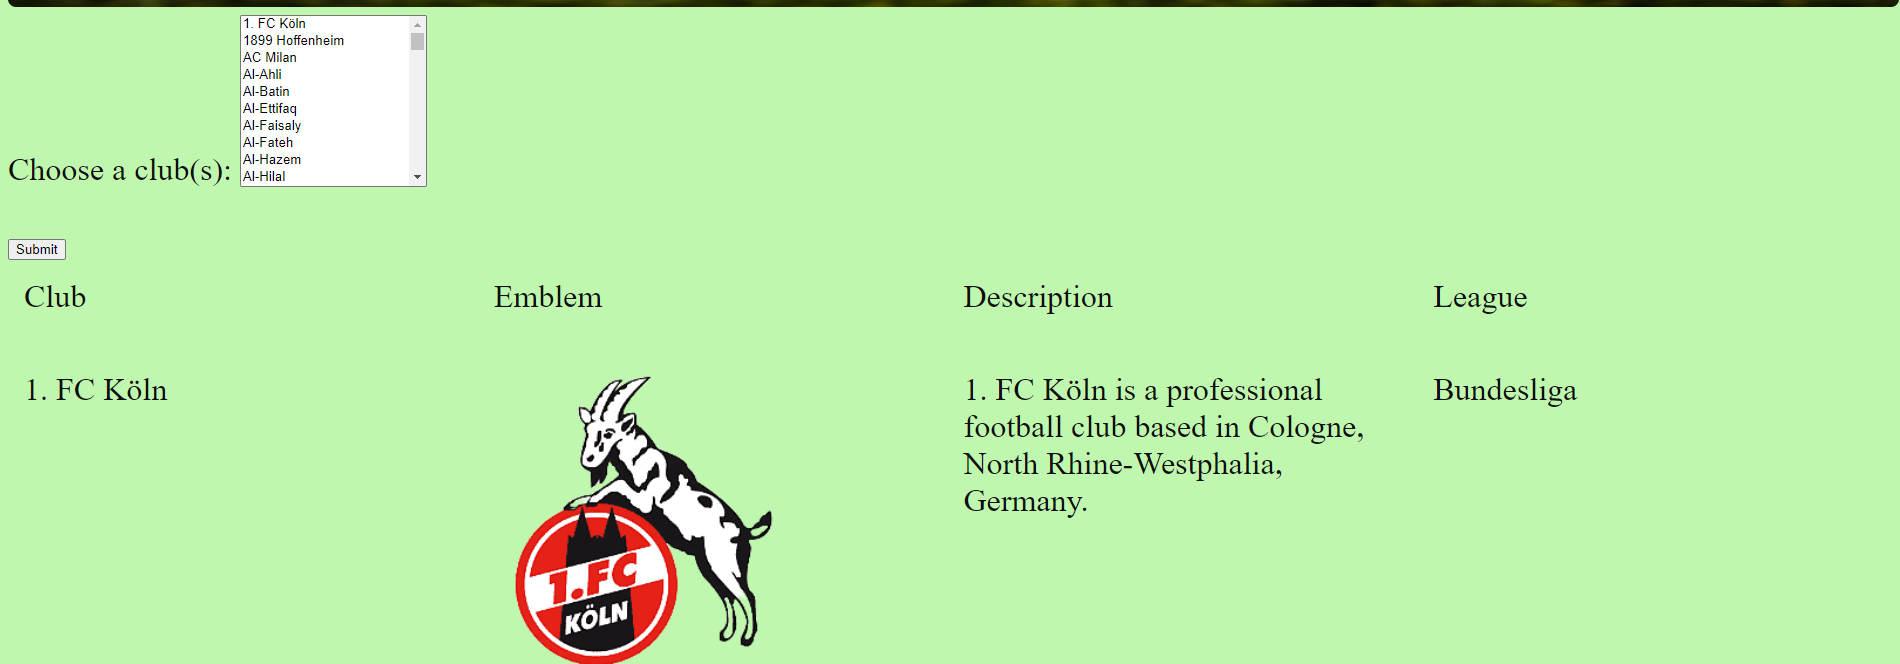 1. FC Köln
1899 Hoffenheim
AC Milan
Al-Ahli
Al-Batin
Al-Ettifaq
Al-Faisaly
Al-Fateh
Al-Hazem
Al-Hilal
Choose a club(s):
Submit
Club Emblem Description League
1. FC Köln
1.FC
KÖLN
1. FC Köln is a professional
football club based in Cologne,
North Rhine-Westphalia,
Germany.
Bundesliga